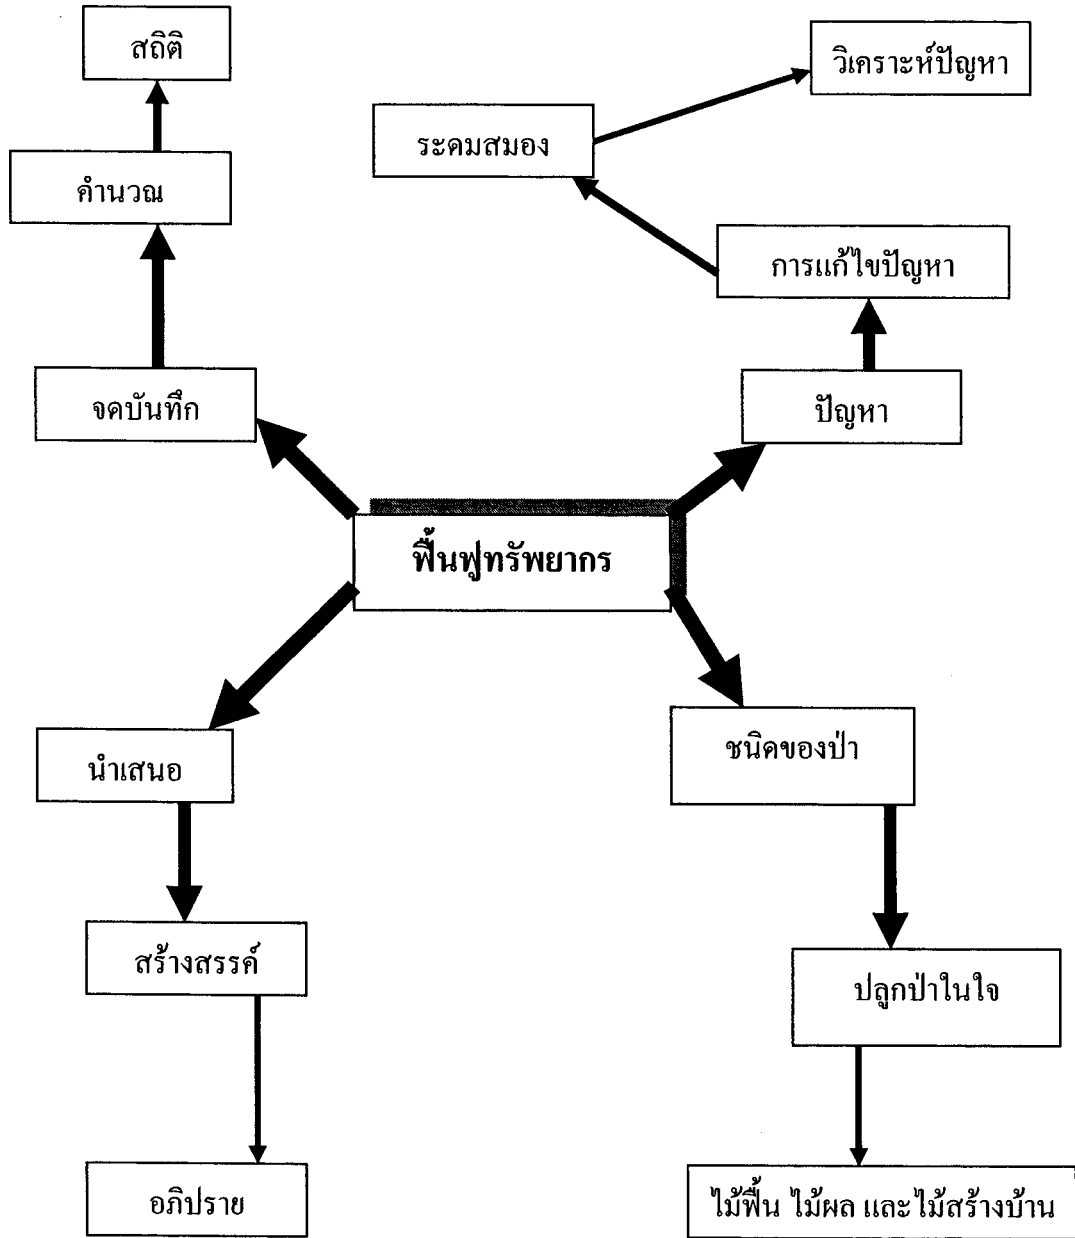 สถิติ
วิเคราะห์ปัญหา
ระดมสมอง
คำนวณ
การแก้ไขปัญหา
จดบันทึก
ปัญหา
ฟื้นฟูทรัพยากร
ชนิดของป่า
นำเสนอ
สร้างสรรค์
ปลูกป่าในใจ
อภิปราย
ไม้ฟื้น ไม้ผล และไม้สร้างบ้าน